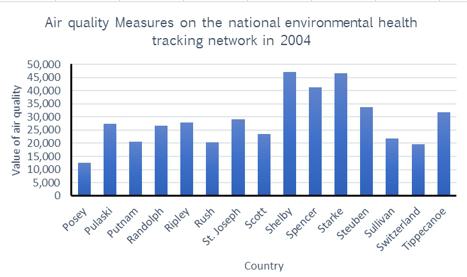 Air quality Measures on the national environmental health
tracking network in 2004
Value of air quality
50,000
45,000
40,000
35,000
30,000
25,000
20,000
15,000
10,000
5,000
0
Posey
Pulaski
Putnam
Randolph
Ripley
Rush
St. Joseph
Scott
Shelby
Spencer
Starke
Steuben
Sullivan
Switzerland
Tippecanoe
Country